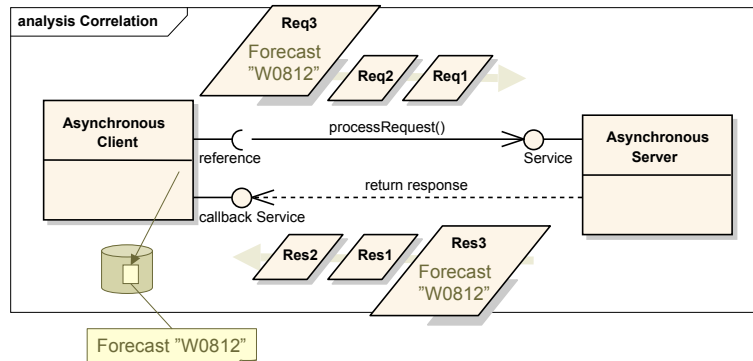 analysis Correlation
Req3
Forecast
”W0812”
Req2
Req1
Asynchronous
Client
reference
processRequest()
Service
Asynchronous
Server
return response
callback Service
Res2
Res1
Res3
Forecast
”W0812”
Forecast ”W0812”